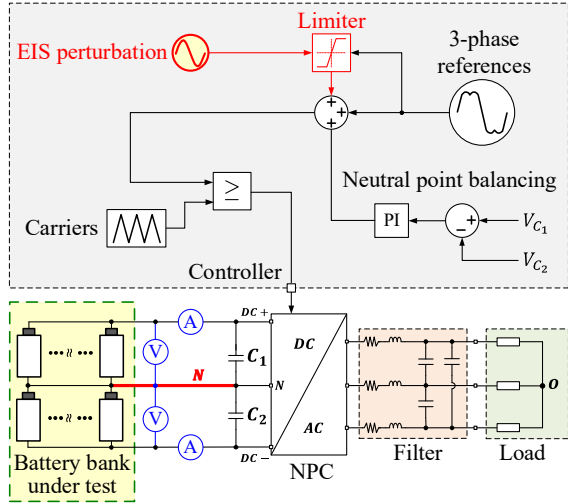 Limiter
EIS perturbation
3-phase
references
+
+
+
Neutral point balancing
≥
PI
+
−
V_{C_1}
V_{C_2}
Carriers
Controller
DC+
A
V
C_1
DC
... ≈ ...
N
N
V
C_2
AC
... ≈ ...
O
A
DC−
Battery bank
under test
NPC
Filter
Load